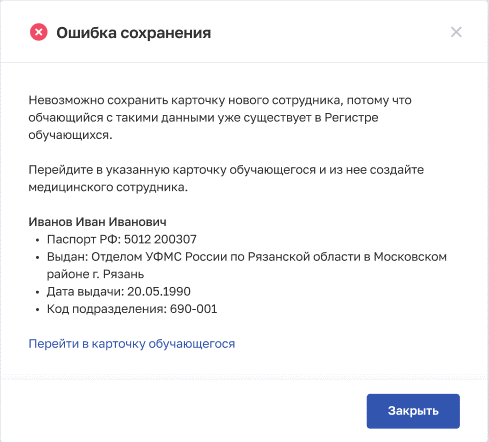 Ошибка сохранения
Невозможно сохранить карточку нового сотрудника, потому что
обчающийся с такими данными уже существует в Регистре
обучающихся.
Перейдите в указанную карточку обучающегося и из нее создайте
медицинского сотрудника.
Иванов Иван Иванович
• Паспорт РФ: 5012 200307
• Выдан: Отделом УФМС России по Рязанской области в Московском
районе г. Рязань
• Дата выдачи: 20.05.1990
• Код подразделения: 690-001
Перейти в карточку обучающегося
Закрыть